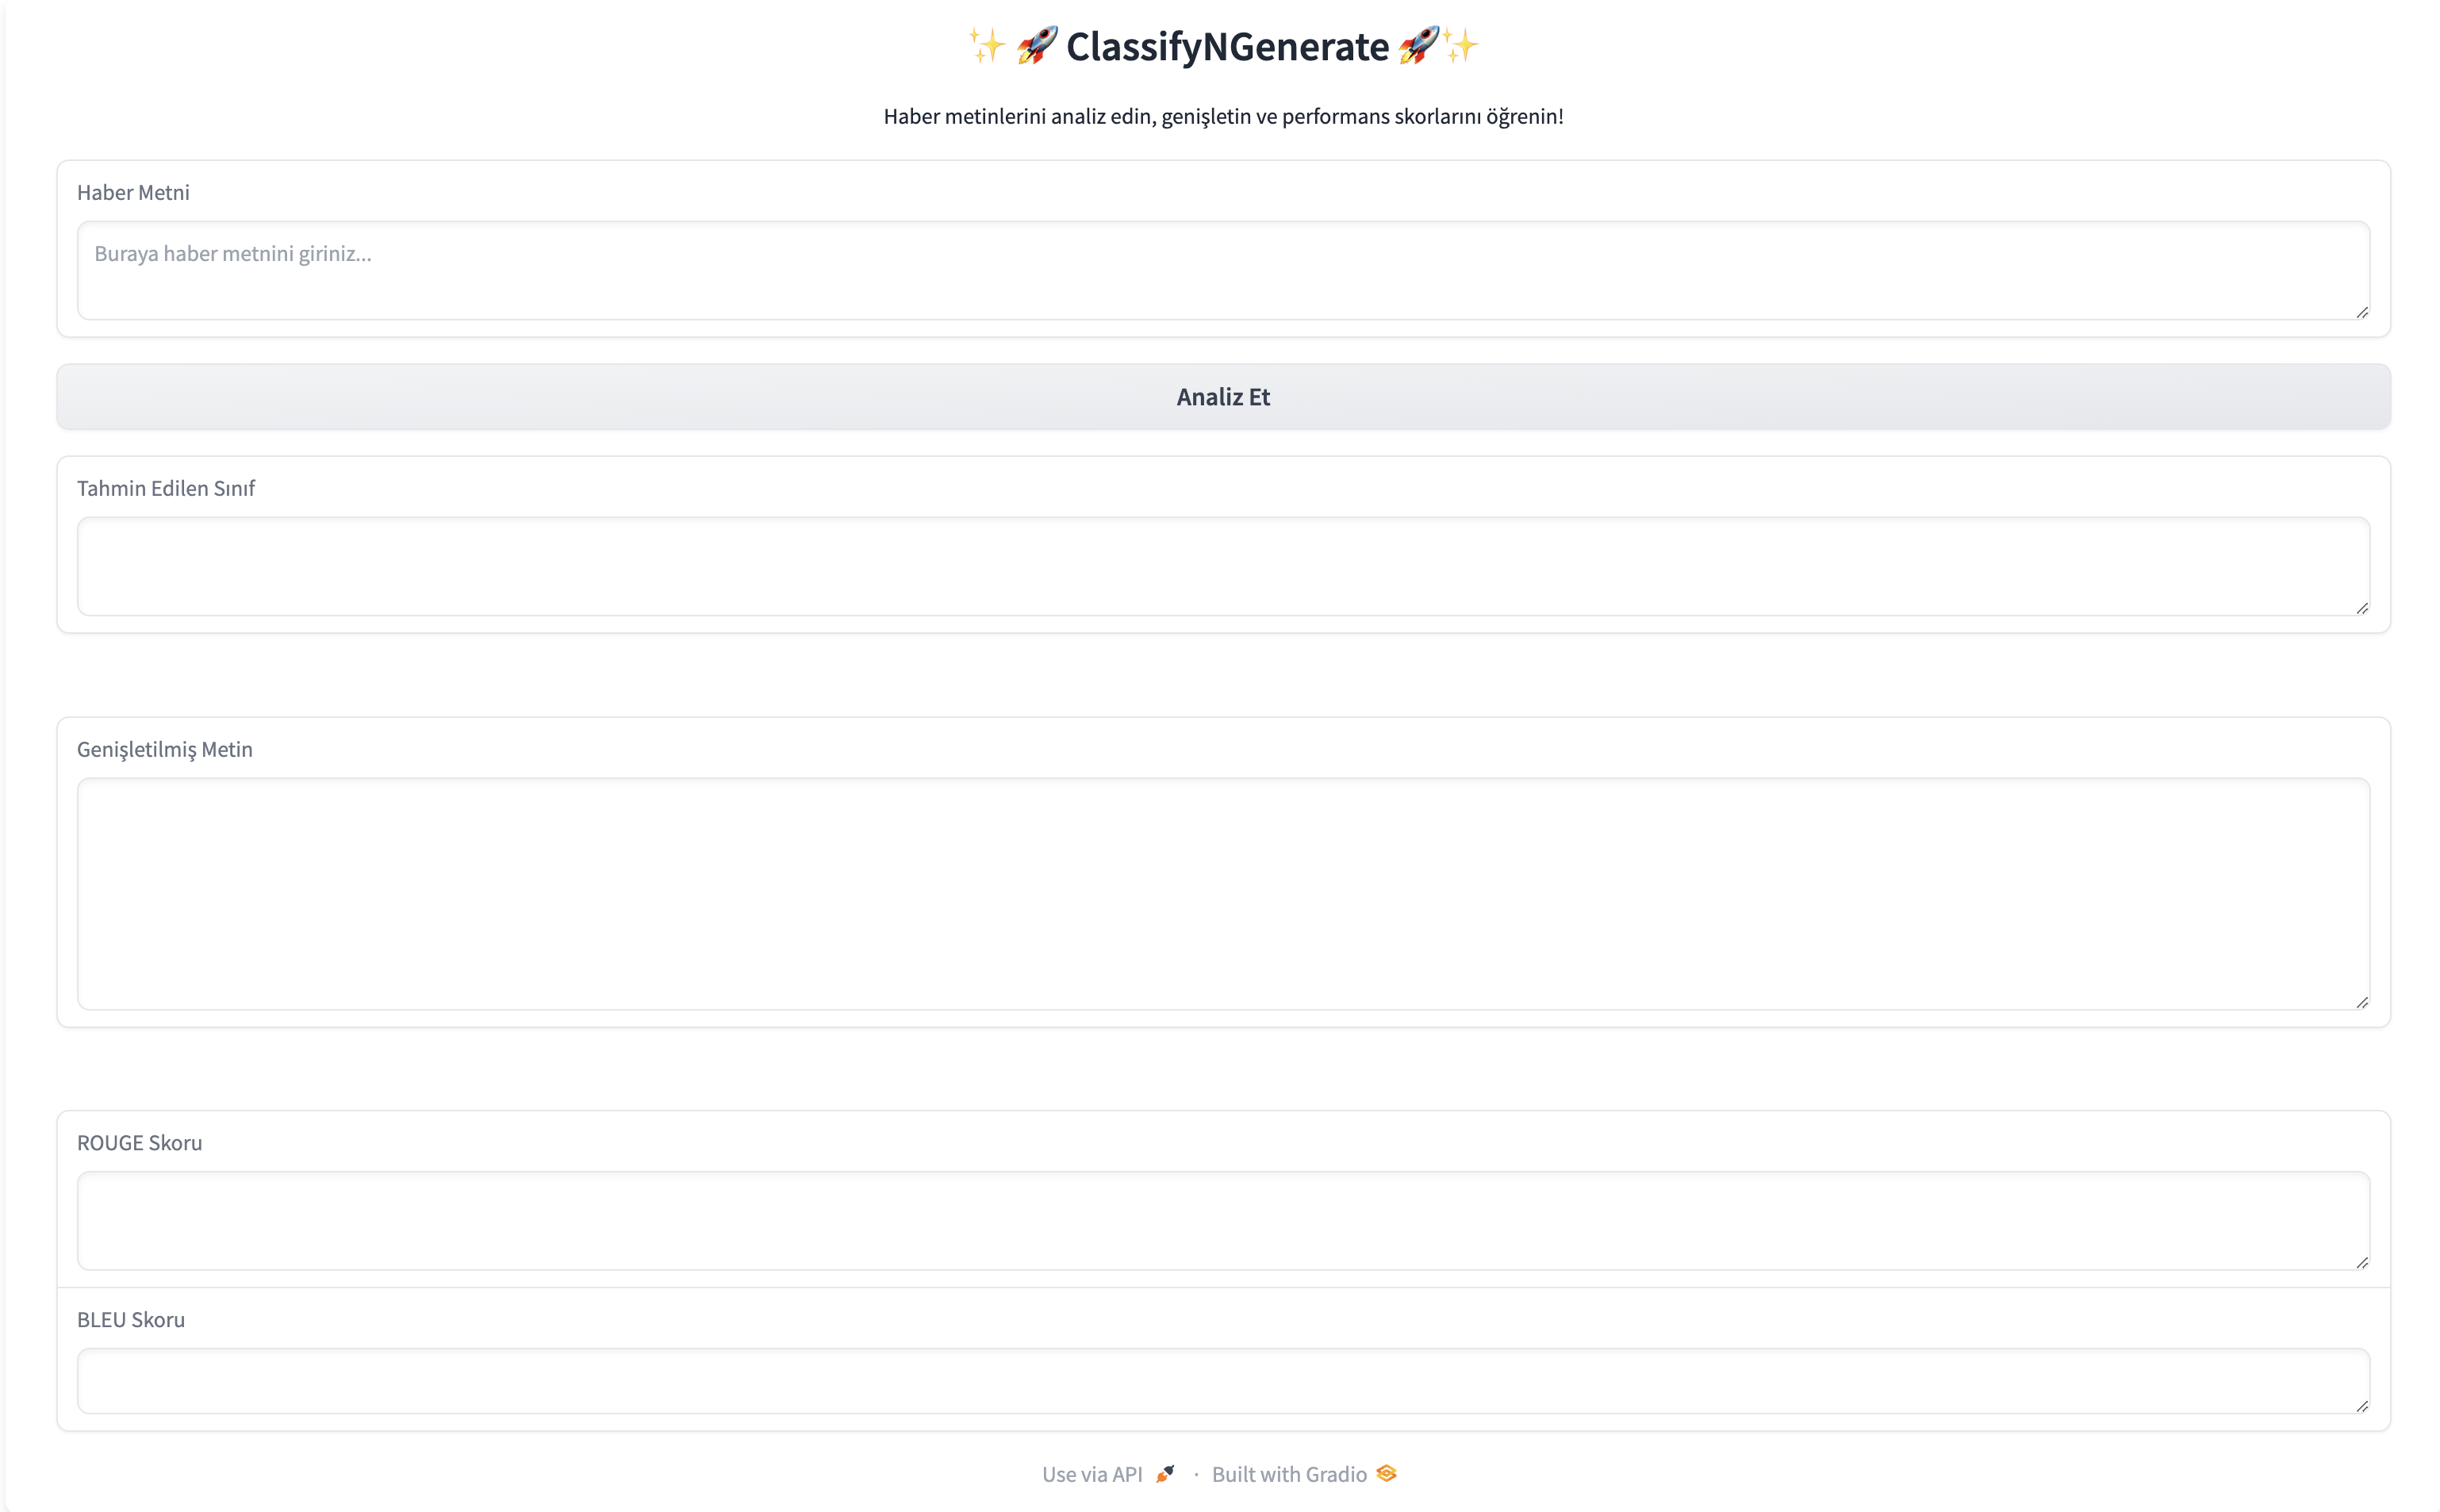 ✨ 🚀 ClassifyNGenerate 🚀✨
Haber metinlerini analiz edin, genişletin ve performans skorlarını öğrenin!
Haber Metni
Buraya haber metnini giriniz...
Analiz Et
Tahmin Edilen Sınıf
Genişletilmiş Metin
ROUGE Skoru
BLEU Skoru
Use via API 🚀 · Built with Gradio